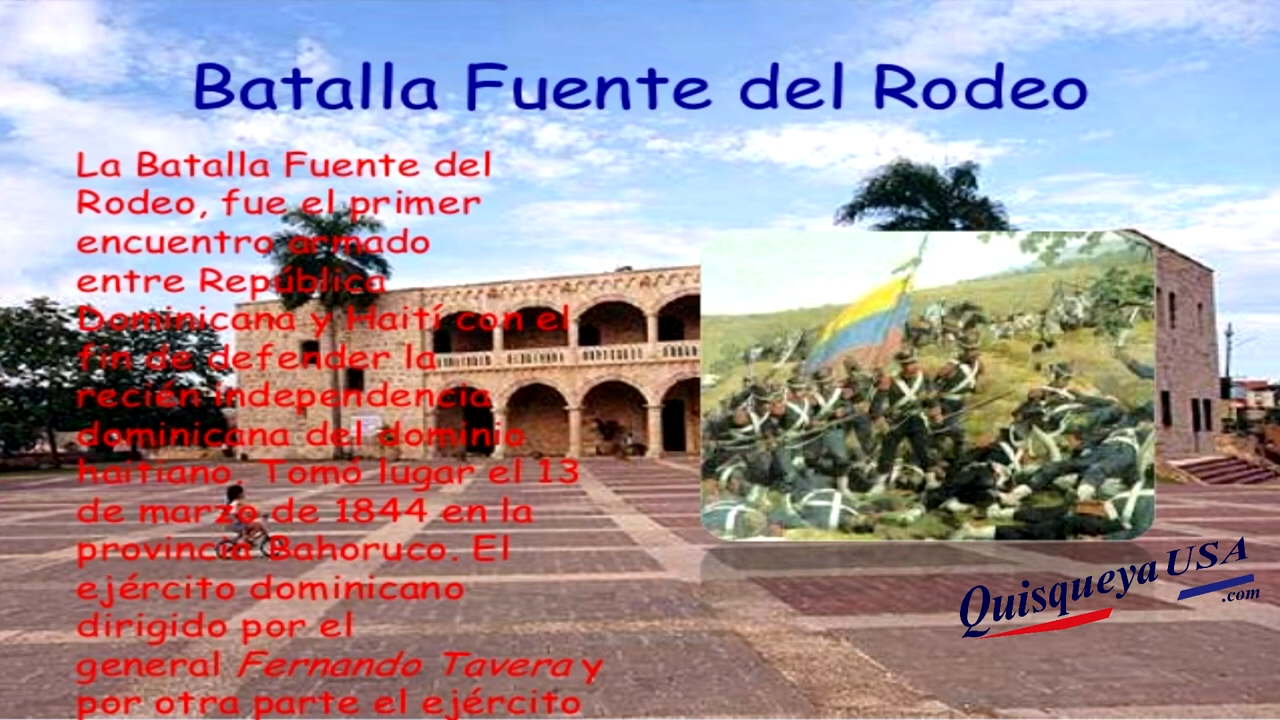 Batalla Fuente del Rodeo
La Batalla Fuente del
Rodeo, fue el primer
encuentro armado
entre República
Dominicana y Haití con el
fin de defender la
recién independencia
dominicana del dominio
haitiano. Tomó lugar el 13
de marzo de 1844 en la
provincia Bahoruco. El
ejército dominicano
dirigido por el
general Fernando Tavera y
por otra parte el ejército
Quisqueya USA
.com